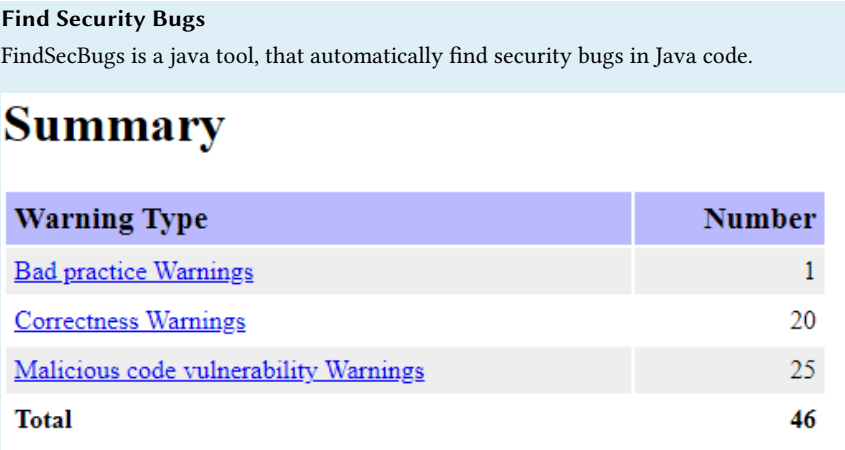 Find Security Bugs
FindSecBugs is a java tool, that automatically find security bugs in Java code.
Summary
Warning Type Number
Bad practice Warnings 1
Correctness Warnings 20
Malicious code vulnerability Warnings 25
Total 46